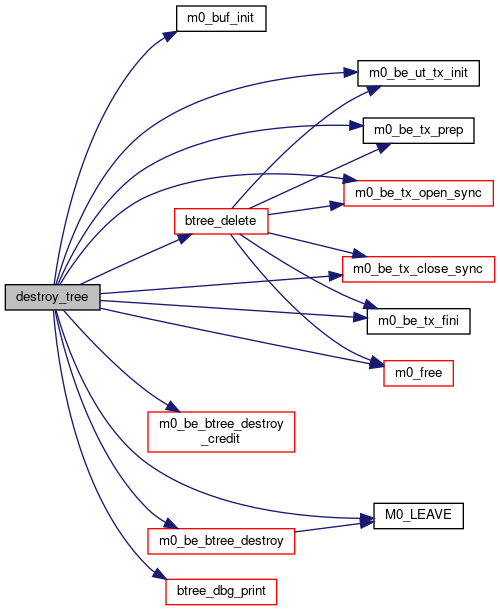 m0_buf_init
m0_be_ut_tx_init
m0_be_tx_prep
m0_be_tx_open_sync
btree_delete
m0_be_tx_close_sync
destroy_tree
m0_be_tx_fini
m0_free
m0_be_btree_destroy
_credit
M0_LEAVE
m0_be_btree_destroy
btree_dbg_print